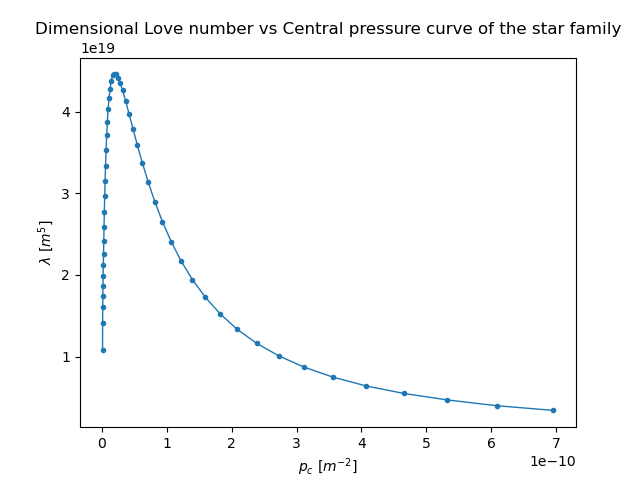 Dimensional Love number vs Central pressure curve of the star family
1e19
4
3
2
1
λ [m⁵]
0 1 2 3 4 5 6 7
1e−10
p_c [m⁻²]